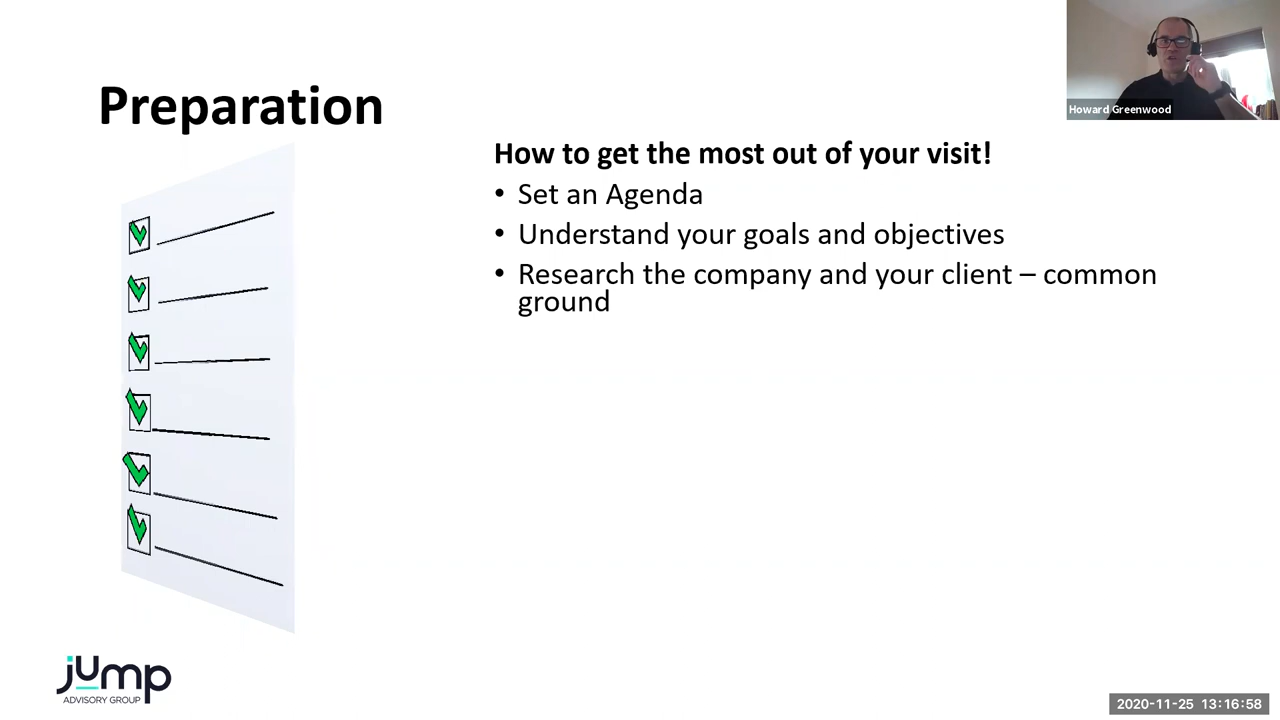 Preparation
Howard Greenwood
How to get the most out of your visit!
• Set an Agenda
• Understand your goals and objectives
• Research the company and your client – common
ground
jump
ADVISORY GROUP
2020-11-25 13:16:58